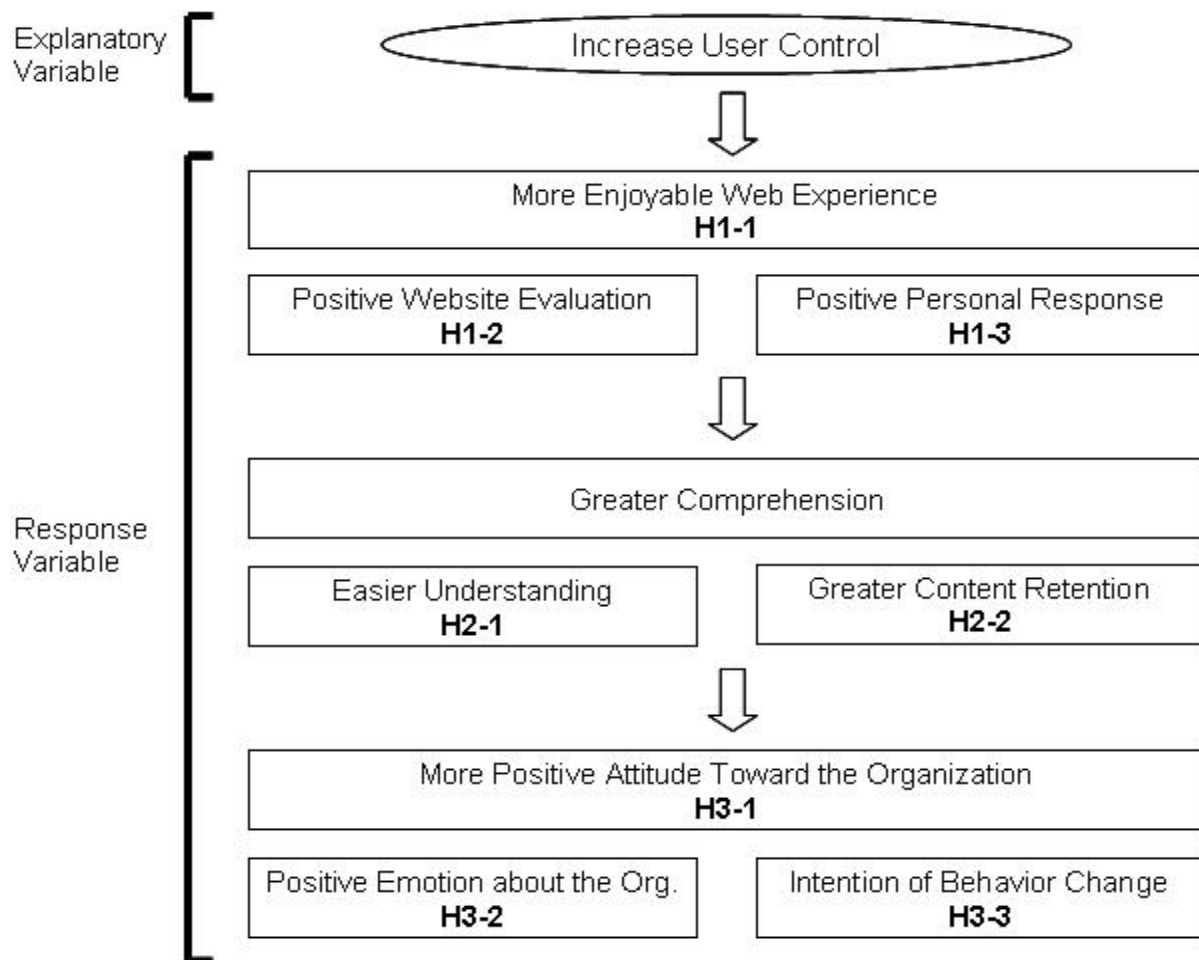 Explanatory
Variable
Increase User Control
More Enjoyable Web Experience
H1-1
Positive Website Evaluation
H1-2
Positive Personal Response
H1-3
Greater Comprehension
Response
Variable
Easier Understanding
H2-1
Greater Content Retention
H2-2
More Positive Attitude Toward the Organization
H3-1
Positive Emotion about the Org.
H3-2
Intention of Behavior Change
H3-3